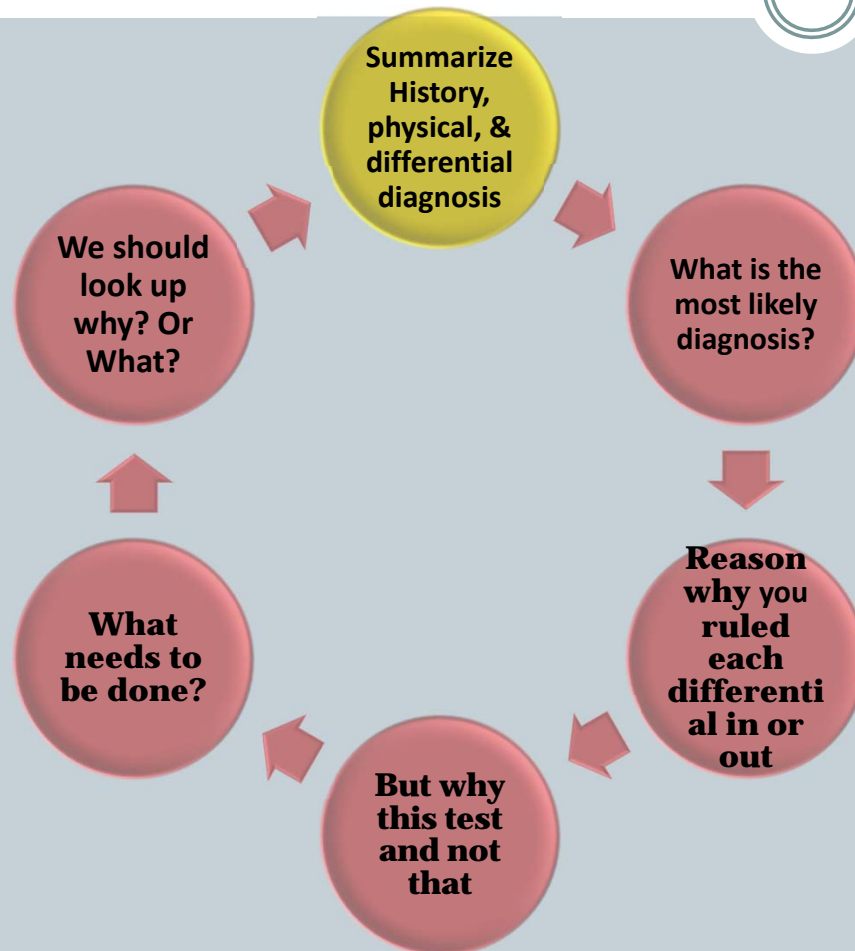 Summarize
History,
physical, &
differential
diagnosis
What is the
most likely
diagnosis?
Reason
why you
ruled
each
differenti
al in or
out
But why
this test
and not
that
What
needs to
be done?
We should
look up
why? Or
What?